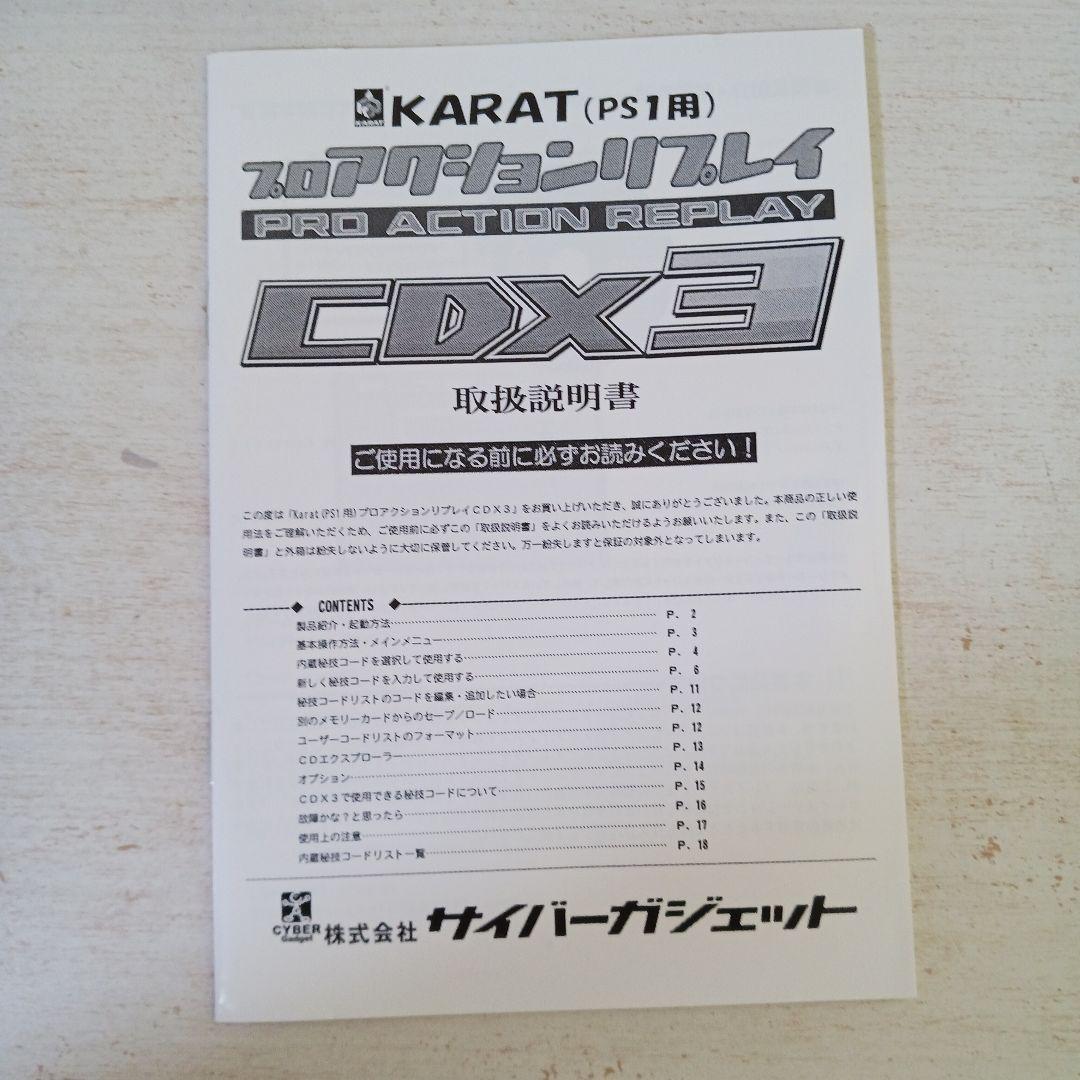 KARAT
KARAT (PS1用)
プロアクションリプレイ
PRO ACTION REPLAY
CDX3
取扱説明書
ご使用になる前に必ずお読みください！
この度は「Karat(PS1用)プロアクションリプレイCDX3」をお買い上げいただき、誠にありがとうございました。本商品の正しい使
用法をご理解いただくため、ご使用前に必ずこの「取扱説明書」をよくお読みいただけるようお願いいたします。また、この「取扱説
明書」と外箱は紛失しないように大切に保管してください。万一紛失しますと保証の対象外となってしまいます。
◆ CONTENTS ◆
製品紹介・起動方法 P. 2
基本操作方法・メインメニュー P. 3
内蔵秘技コードを選択して使用する P. 4
新しく秘技コードを入力して使用する P. 6
秘技コードリストのコードを編集・追加したい場合 P. 11
別のメモリーカードからのセーブ／ロード P. 12
ユーザーコードリストのフォーマット P. 12
CDエクスプローラー P. 13
オプション P. 14
CDX3で使用できる秘技コードについて P. 15
故障かな？と思ったら P. 16
使用上の注意 P. 17
内蔵秘技コードリスト一覧 P. 18
CYBER
Gadget
株式会社 サイバーガジェット